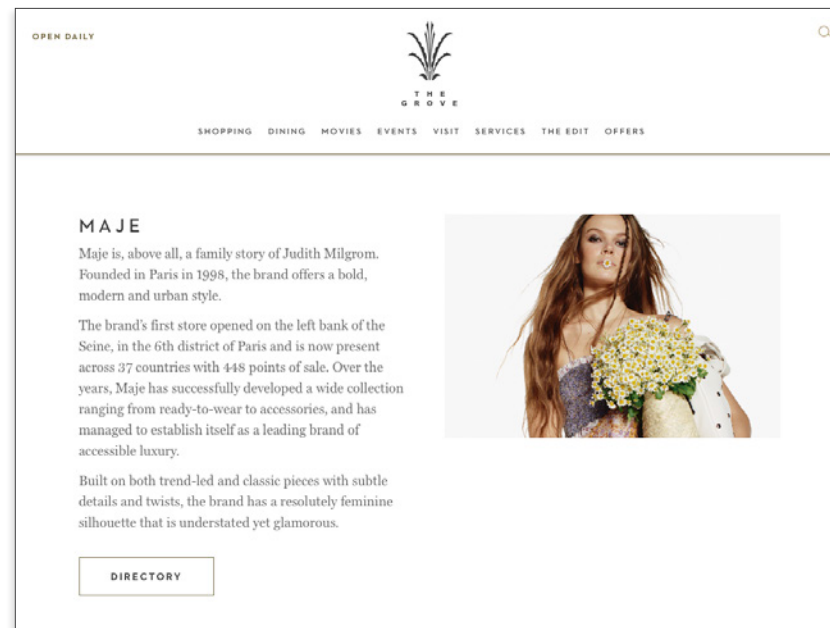 OPEN DAILY
THE
GROVE
SHOPPING DINING MOVIES EVENTS VISIT SERVICES THE EDIT OFFERS
MAJE
Maje is, above all, a family story of Judith Milgrom.
Founded in Paris in 1998, the brand offers a bold,
modern and urban style.
The brand's first store opened on the left bank of the
Seine, in the 6th district of Paris and is now present
across 37 countries with 448 points of sale. Over the
years, Maje has successfully developed a wide collection
ranging from ready-to-wear to accessories, and has
managed to establish itself as a leading brand of
accessible luxury.
Built on both trend-led and classic pieces with subtle
details and twists, the brand has a resolutely feminine
silhouette that is understated yet glamorous.
DIRECTORY